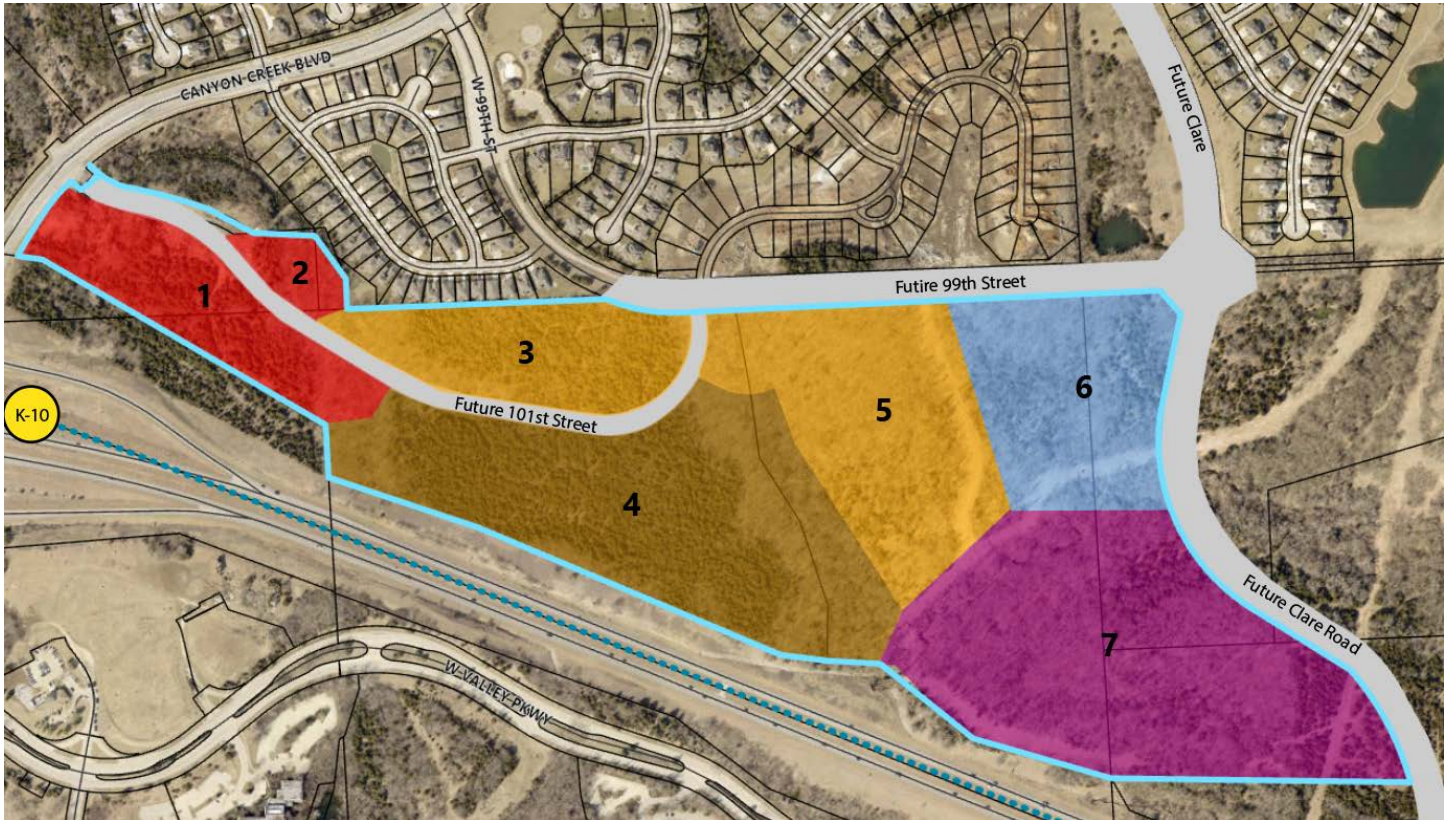 CANYON CREEK BLVD
W 99TH ST
Future Clare
Futire 99th Street
1
2
3
6
5
K-10
Future 101st Street
4
Future Clare Road
7
W VALLEY PKWY